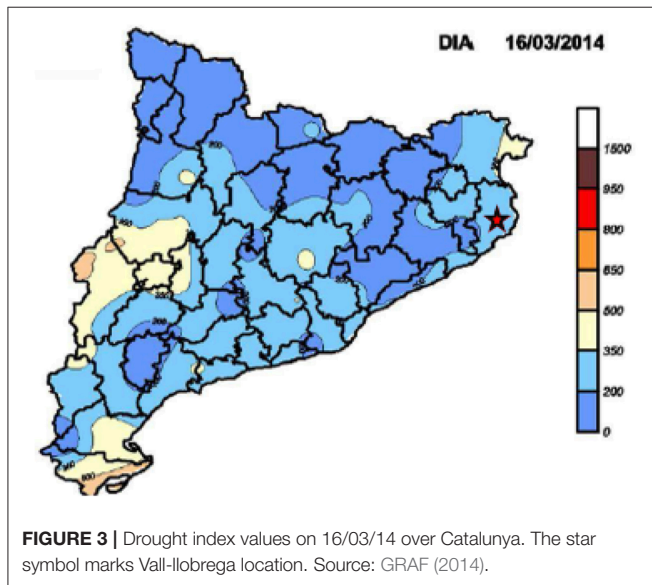 DIA 16/03/2014
1500
950
800
650
500
350
200
0
FIGURE 3 | Drought index values on 16/03/14 over Catalunya. The star
symbol marks Vall-llobrega location. Source: GRAF (2014).